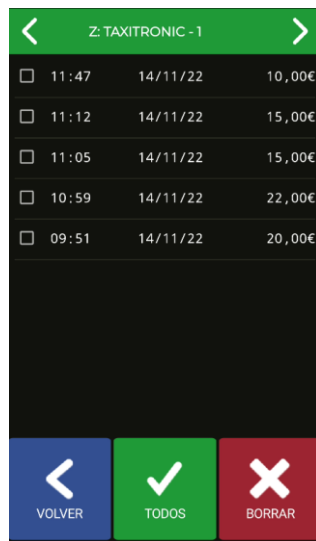 Z: TAXITRONIC - 1
11:47 14/11/22 10,00€
11:12 14/11/22 15,00€
11:05 14/11/22 15,00€
10:59 14/11/22 22,00€
09:51 14/11/22 20,00€
VOLVER TODOS BORRAR